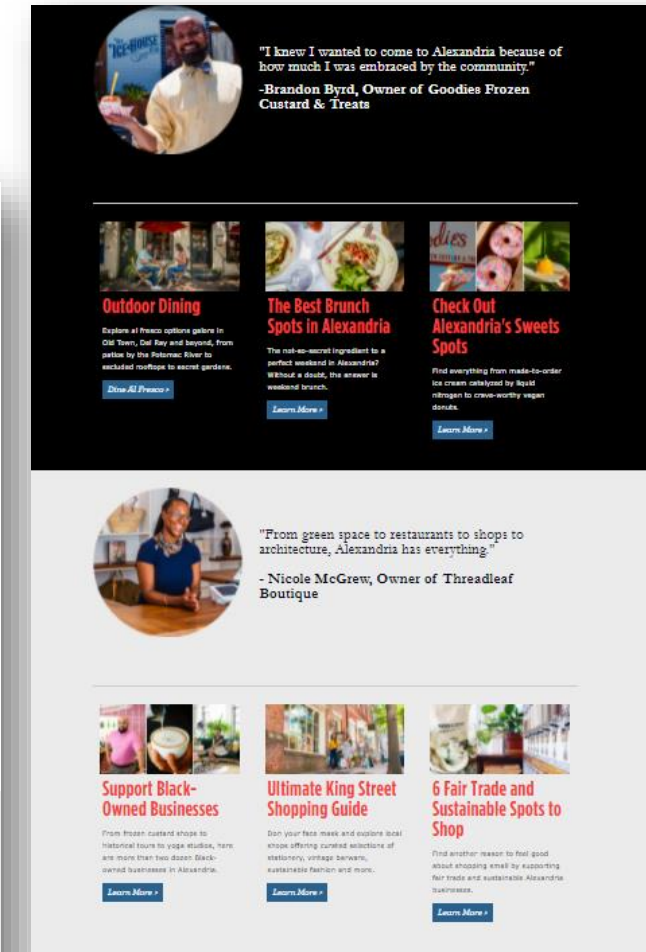 THE
ICE-HOUSE
"I knew I wanted to come to Alexandria because of
how much I was embraced by the community."
-Brandon Byrd, Owner of Goodies Frozen
Custard & Treats
dies
Outdoor Dining
Explore al fresco options galore in
Old Town, Del Ray and beyond, from
patios by the Potomac River to
secluded rooftops to secret gardens.
Dine Al Fresco >
The Best Brunch
Spots in Alexandria
The not-so-secret ingredient to a
perfect weekend in Alexandria?
Without a doubt, the answer is
weekend brunch.
Learn More >
Check Out
Alexandria's Sweets
Spots
Find everything from made-to-order
ice cream catalyzed by liquid
nitrogen to crave-worthy vegan
donuts.
Learn More >
"From green space to restaurants to shops to
architecture, Alexandria has everything."
- Nicole McGrew, Owner of Threadleaf
Boutique
Support Black-
Owned Businesses
From frozen custard shops to
historical tours to yoga studios, here
are more than two dozen Black-
owned businesses in Alexandria.
Learn More >
Ultimate King Street
Shopping Guide
Don your face mask and explore local
shops offering curated selections of
stationery, vintage barware,
sustainable fashion and more.
Learn More >
6 Fair Trade and
Sustainable Spots to
Shop
Find another reason to feel good
about shopping small by supporting
fair trade and sustainable Alexandria
businesses.
Learn More >